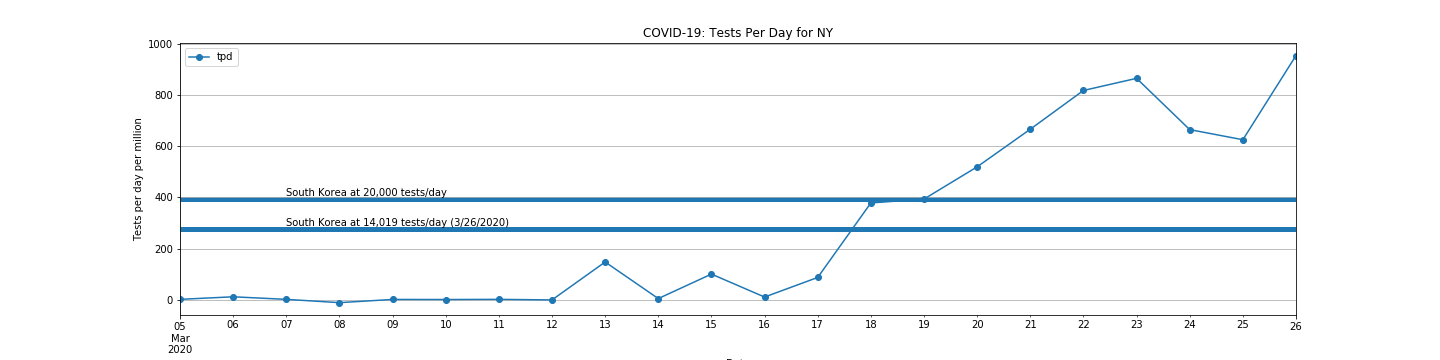 COVID-19: Tests Per Day for NY
1000
tpd
800
600
400
200
0
Tests per day per million
South Korea at 20,000 tests/day
South Korea at 14,019 tests/day (3/26/2020)
05 06 07 08 09 10 11 12 13 14 15 16 17 18 19 20 21 22 23 24 25 26
Mar
2020